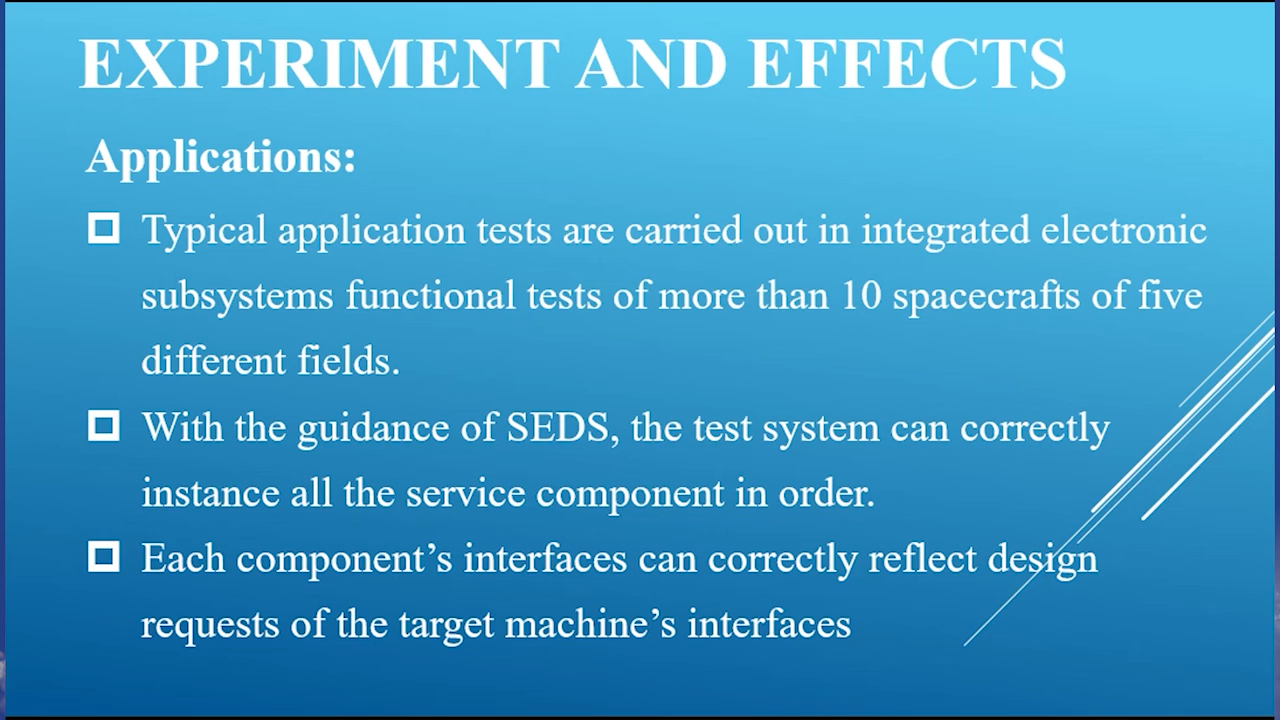 EXPERIMENT AND EFFECTS
Applications:
Typical application tests are carried out in integrated electronic
subsystems functional tests of more than 10 spacecrafts of five
different fields.
With the guidance of SEDS, the test system can correctly
instance all the service component in order.
Each component’s interfaces can correctly reflect design
requests of the target machine’s interfaces